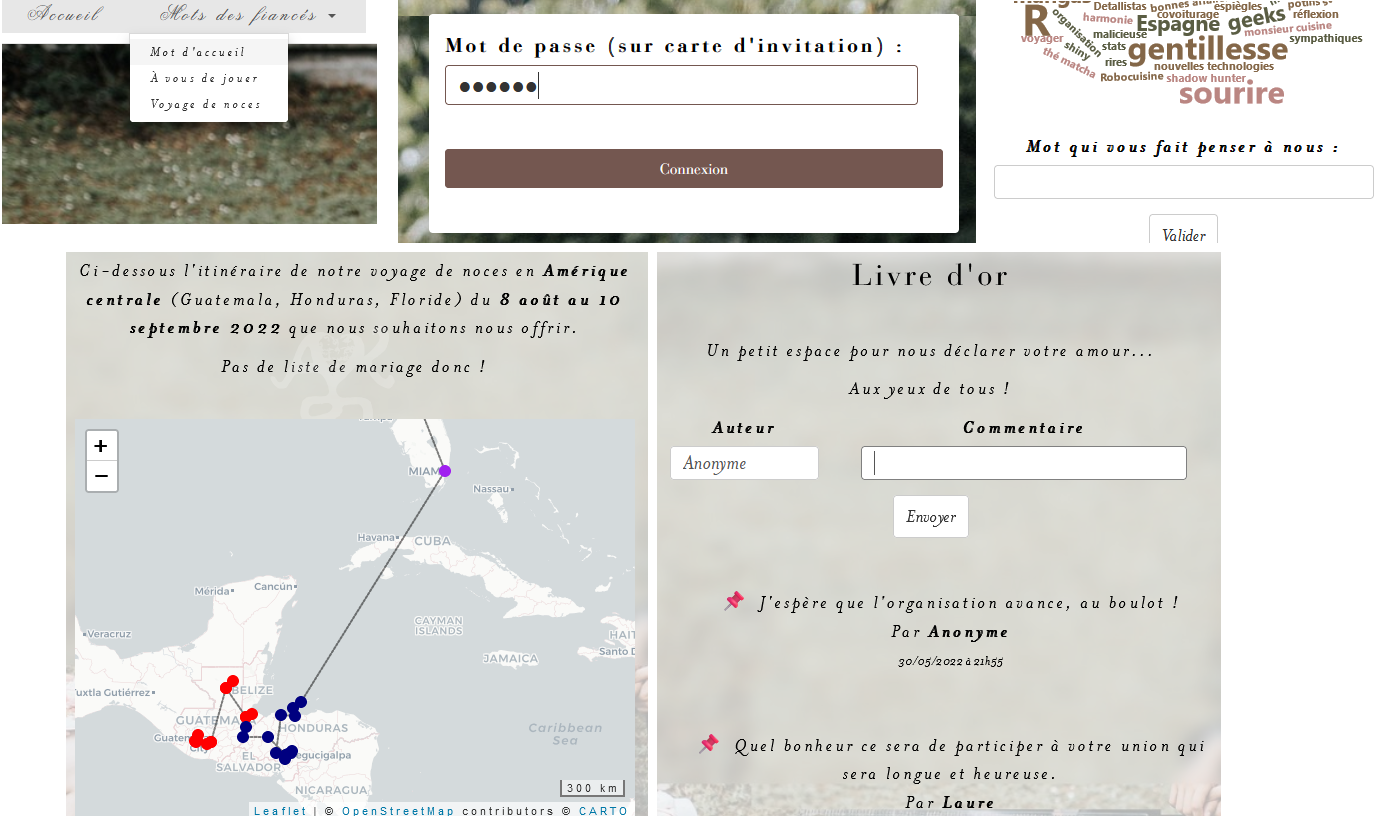 Accueil
Mots des fiancés
Mot d'accueil
À vous de jouer
Voyage de noces
Mot de passe (sur carte d'invitation) :
Connexion
Detallistas
espiègles
harmonie
covoiturage
réflexion
R
organisation
Espagne
geeks
monsieur cuisine
voyager
malicieuse
sympathiques
shiny
stats
gentillesse
thé matcha
rires
nouvelles technologies
Robocuisine
shadow hunter
sourire
Mot qui vous fait penser à nous :
Valider
Ci-dessous l'itinéraire de notre voyage de noces en Amérique
centrale (Guatemala, Honduras, Floride) du 8 août au 10
septembre 2022 que nous souhaitons nous offrir.
Pas de liste de mariage donc !
+
−
MIAMI
Nassau
Havana
CUBA
Cancún
Mérida
Veracruz
CAYMAN
ISLANDS
JAMAICA
HAIT
Santo D
Tuxtla Gutiérrez
BELIZE
GUATEMALA
HONDURAS
Caribbean
Sea
EL
SALVADOR
egucigalpa
NICARAGUA
300 km
Leaflet | © OpenStreetMap contributors © CARTO
Livre d'or
Un petit espace pour nous déclarer votre amour...
Aux yeux de tous !
Auteur
Commentaire
Anonyme
Envoyer
📌 J'espère que l'organisation avance, au boulot !
Par Anonyme
30/05/2022 à 21h55
📌 Quel bonheur ce sera de participer à votre union qui
sera longue et heureuse.
Par Laure